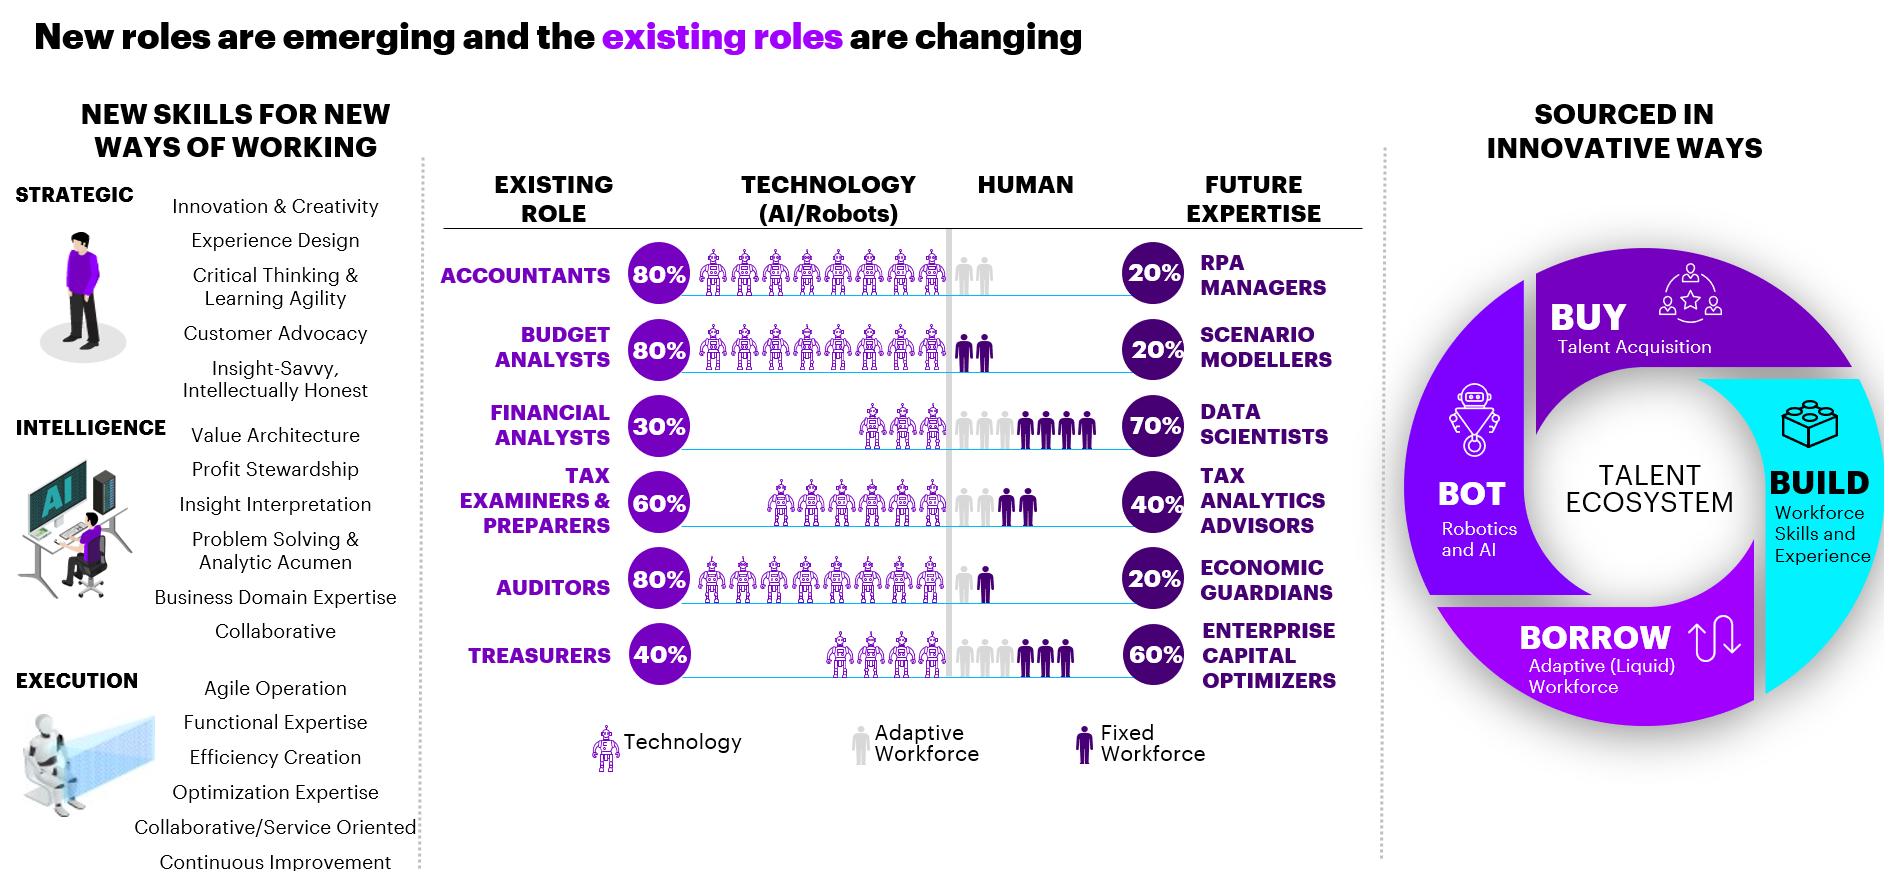 New roles are emerging and the existing roles are changing
NEW SKILLS FOR NEW
WAYS OF WORKING
STRATEGIC
Innovation & Creativity
Experience Design
Critical Thinking &
Learning Agility
Customer Advocacy
Insight-Savvy,
Intellectually Honest
INTELLIGENCE
AI
Value Architecture
Profit Stewardship
Insight Interpretation
Problem Solving &
Analytic Acumen
Business Domain Expertise
Collaborative
EXECUTION
Agile Operation
Functional Expertise
Efficiency Creation
Optimization Expertise
Collaborative/Service Oriented
Continuous Improvement
EXISTING
ROLE
TECHNOLOGY
(AI/Robots)
HUMAN
FUTURE
EXPERTISE
ACCOUNTANTS
80%
20%
RPA
MANAGERS
BUDGET
ANALYSTS
80%
20%
SCENARIO
MODELLERS
FINANCIAL
ANALYSTS
30%
70%
DATA
SCIENTISTS
TAX
EXAMINERS &
PREPARERS
60%
40%
TAX
ANALYTICS
ADVISORS
AUDITORS
80%
20%
ECONOMIC
GUARDIANS
TREASURERS
40%
60%
ENTERPRISE
CAPITAL
OPTIMIZERS
Technology
Adaptive
Workforce
Fixed
Workforce
SOURCED IN
INNOVATIVE WAYS
BUY
Talent Acquisition
BOT
Robotics
and AI
TALENT
ECOSYSTEM
BUILD
Workforce
Skills and
Experience
BORROW
Adaptive (Liquid)
Workforce